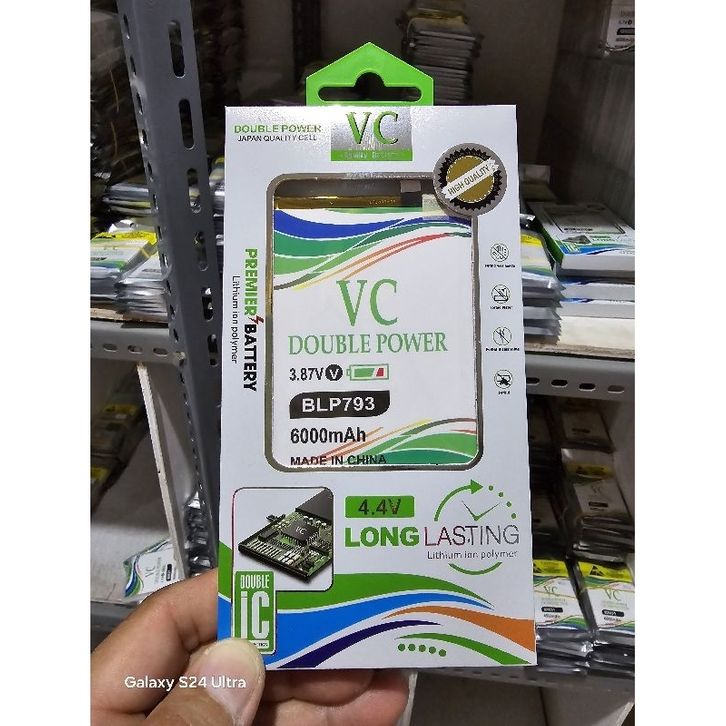 DOUBLE POWER
JAPAN QUALITY CELL
VC
HIGH QUALITY
PREMIER BATTERY
Lithium ion polymer
VC
DOUBLE POWER
3.87V V
BLP793
6000mAh
MADE IN CHINA
4.4V
LONG LASTING
Lithium ion polymer
VC
DOUBLE
iC
Galaxy S24 Ultra